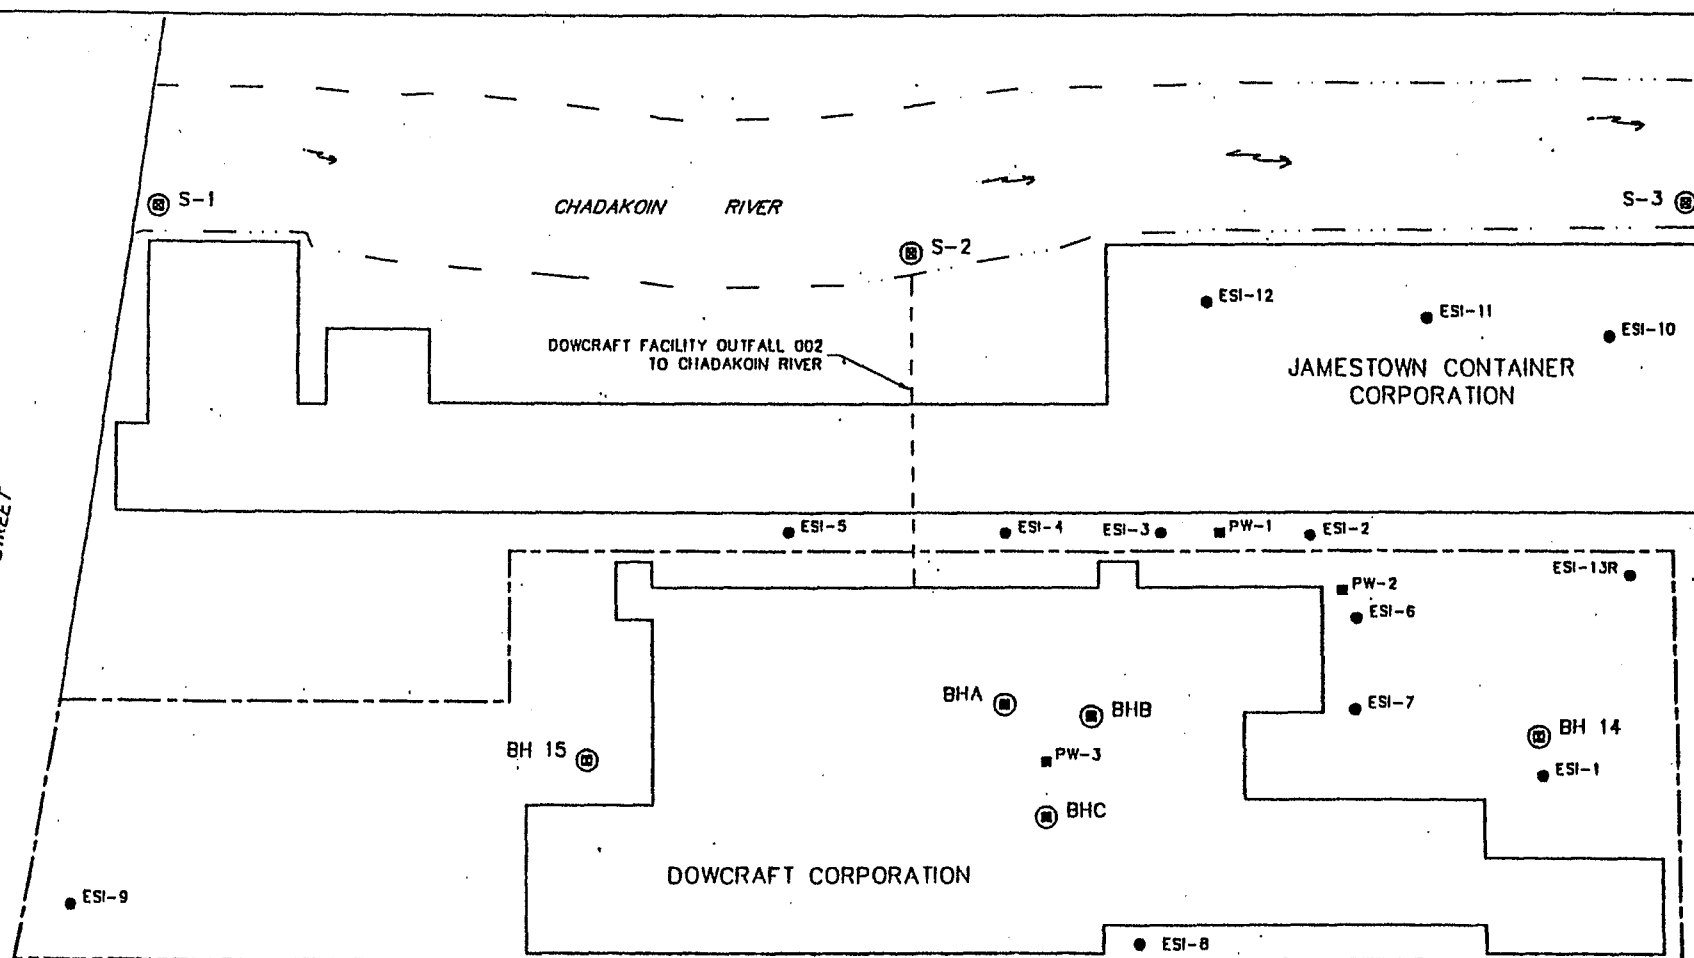 S-1
CHADAKOIN RIVER
S-3
S-2
ESI-12
ESI-11
ESI-10
DOWCRAFT FACILITY OUTFALL 002
TO CHADAKOIN RIVER
JAMESTOWN CONTAINER
CORPORATION
STREET
ESI-5
ESI-4
ESI-3
PW-1
ESI-2
ESI-13R
PW-2
ESI-6
BHA
BHB
ESI-7
BH 15
PW-3
BH 14
ESI-1
BHC
DOWCRAFT CORPORATION
ESI-9
ESI-8